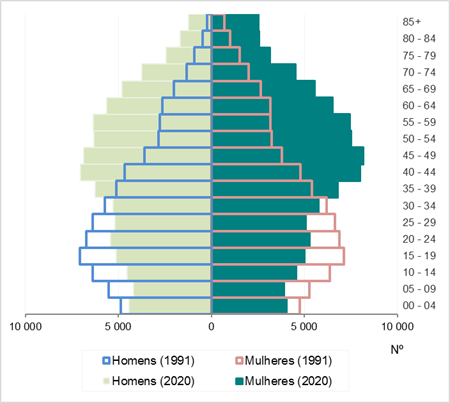 85+
80 - 84
75 - 79
70 - 74
65 - 69
60 - 64
55 - 59
50 - 54
45 - 49
40 - 44
35 - 39
30 - 34
25 - 29
20 - 24
15 - 19
10 - 14
05 - 09
00 - 04
10 000 5 000 0 5 000 10 000
Nº
Homens (1991) Mulheres (1991)
Homens (2020) Mulheres (2020)